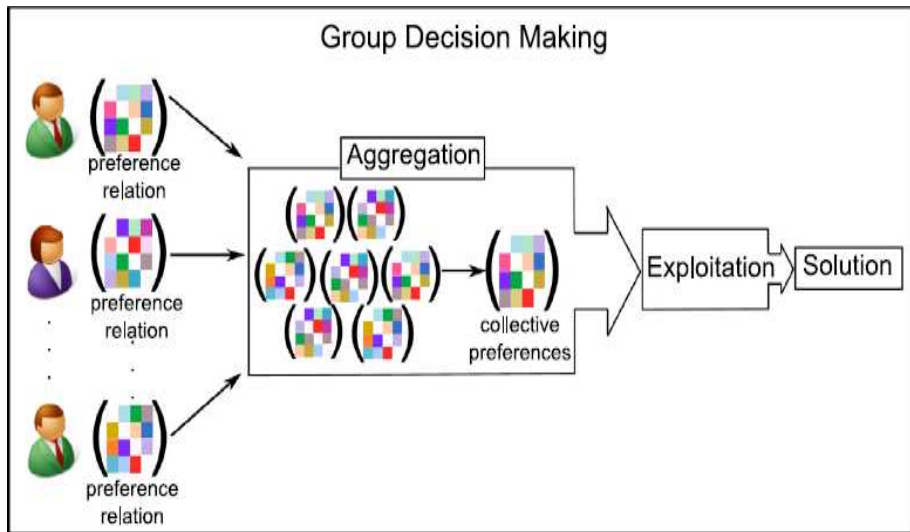 Group Decision Making
preference
relation
preference
relation
preference
relation
Aggregation
collective
preferences
Exploitation
Solution